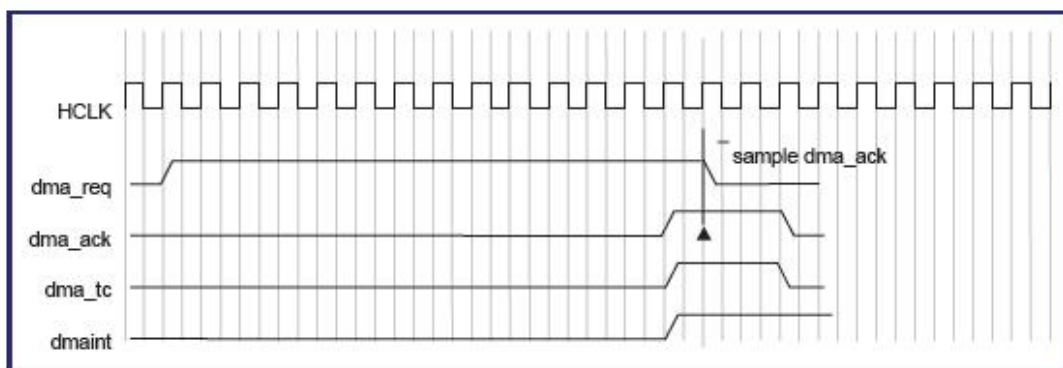 HCLK
dma_req
sample dma_ack
dma_ack
dma_tc
dmaint